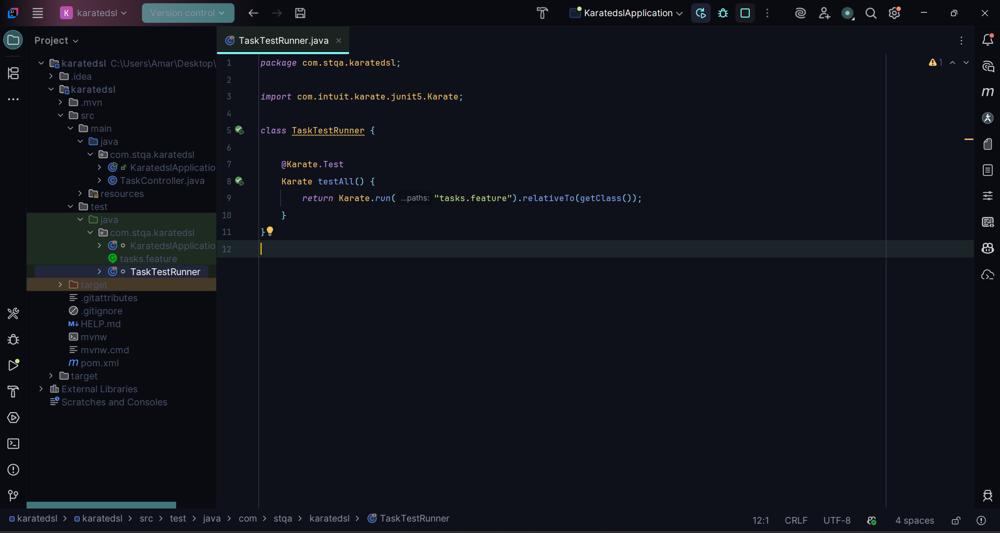 K karatedsl Version control KaratedslApplication
Project
karatedsl C:\Users\Amar\Desktop\
.idea
karatedsl
.mvn
src
main
java
com.stqa.karatedsl
KaratedslApplicatio
TaskController.java
resources
test
java
com.stqa.karatedsl
KaratedslApplicatio
tasks.feature
TaskTestRunner
target
.gitattributes
.gitignore
M↓ HELP.md
mvnw
mvnw.cmd
m pom.xml
target
External Libraries
Scratches and Consoles
TaskTestRunner.java
1 package com.stqa.karatedsl;
2
3 import com.intuit.karate.junit5.Karate;
4
5 class TaskTestRunner {
6
7 @Karate.Test
8 Karate testAll() {
9 return Karate.run( ...paths: "tasks.feature").relativeTo(getClass());
10 }
11 }
12
1
m
karatedsl > karatedsl > src > test > java > com > stqa > karatedsl > TaskTestRunner
12:1 CRLF UTF-8 4 spaces